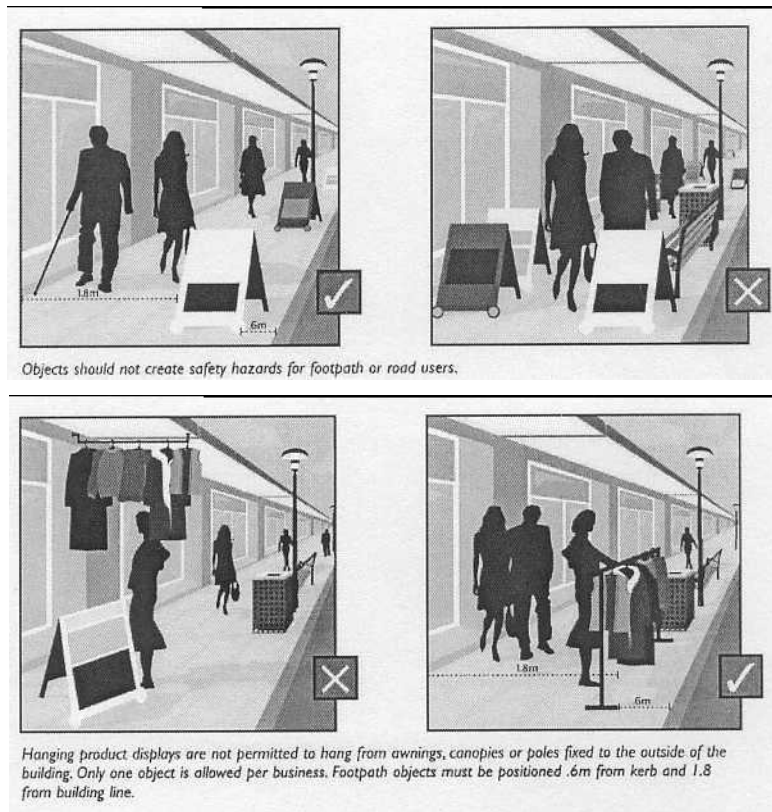 1.8m
.6m
Objects should not create safety hazards for footpath or road users.
1.8m
.6m
Hanging product displays are not permitted to hang from awnings, canopies or poles fixed to the outside of the
building. Only one object is allowed per business. Footpath objects must be positioned .6m from kerb and 1.8
from building line.